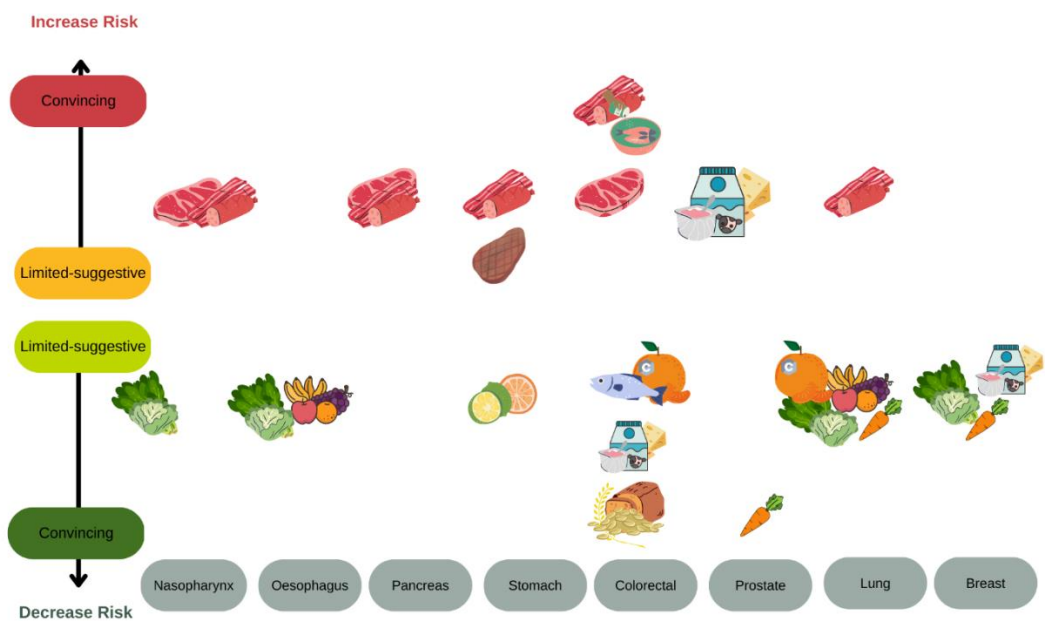 Increase Risk
Convincing
Limited-suggestive
Limited-suggestive
C
C
Convincing
Nasopharynx
Oesophagus
Pancreas
Stomach
Colorectal
Prostate
Lung
Breast
Decrease Risk